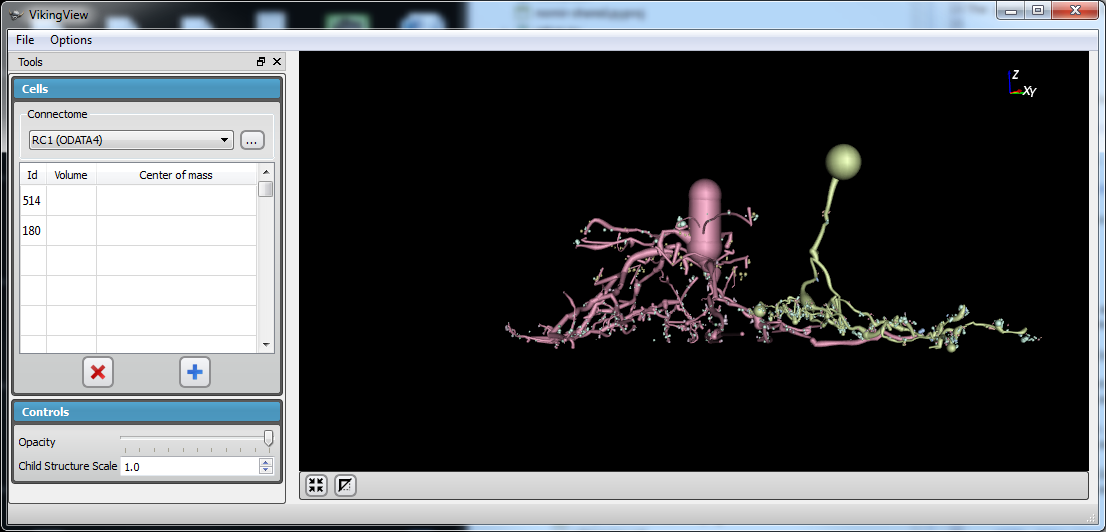 VikingView
File Options
Tools
Cells
Connectome
RC1 (ODATA4)
...
Id Volume Center of mass
514
180
Controls
Opacity
Child Structure Scale 1.0
Z
XY